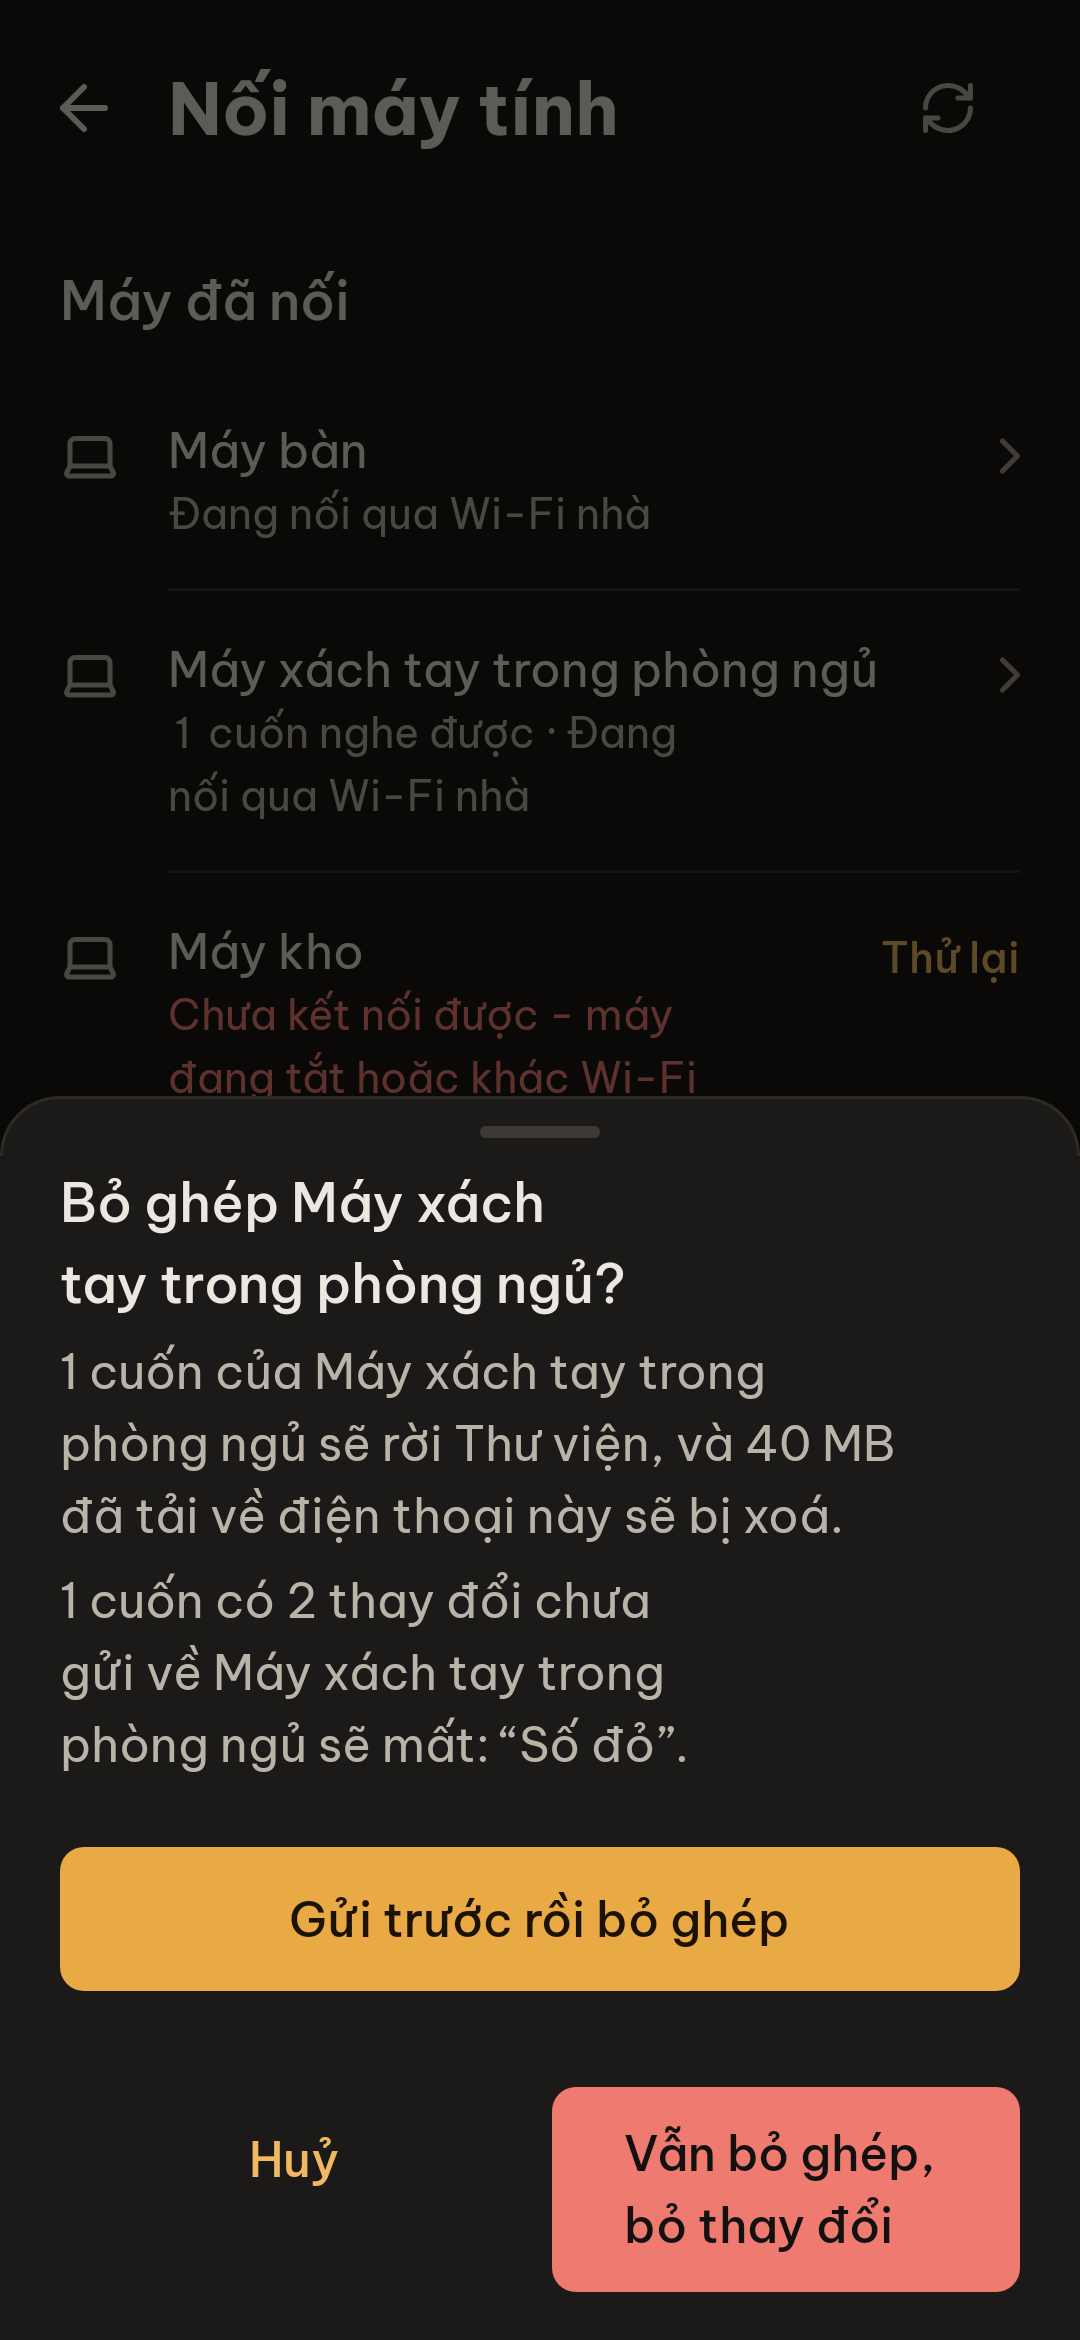 Nối máy tính
Máy đã nối
Máy bàn
Đang nối qua Wi-Fi nhà
Máy xách tay trong phòng ngủ
1 cuốn nghe được · Đang
nối qua Wi-Fi nhà
Máy kho
Thử lại
Chưa kết nối được - máy
đang tắt hoặc khác Wi-Fi
Bỏ ghép Máy xách
tay trong phòng ngủ?
1 cuốn của Máy xách tay trong
phòng ngủ sẽ rời Thư viện, và 40 MB
đã tải về điện thoại này sẽ bị xoá.
1 cuốn có 2 thay đổi chưa
gửi về Máy xách tay trong
phòng ngủ sẽ mất: “Số đỏ”.
Gửi trước rồi bỏ ghép
Huỷ
Vẫn bỏ ghép,
bỏ thay đổi